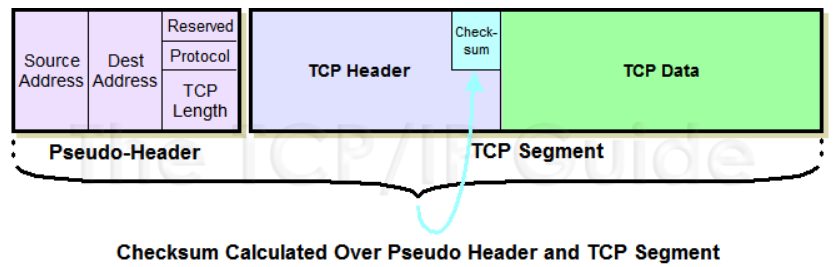 Source
Address
Dest
Address
Reserved
Protocol
TCP
Length
TCP Header
Check-
sum
TCP Data
Pseudo-Header
TCP Segment
The TCP/IP Guide
Checksum Calculated Over Pseudo Header and TCP Segment